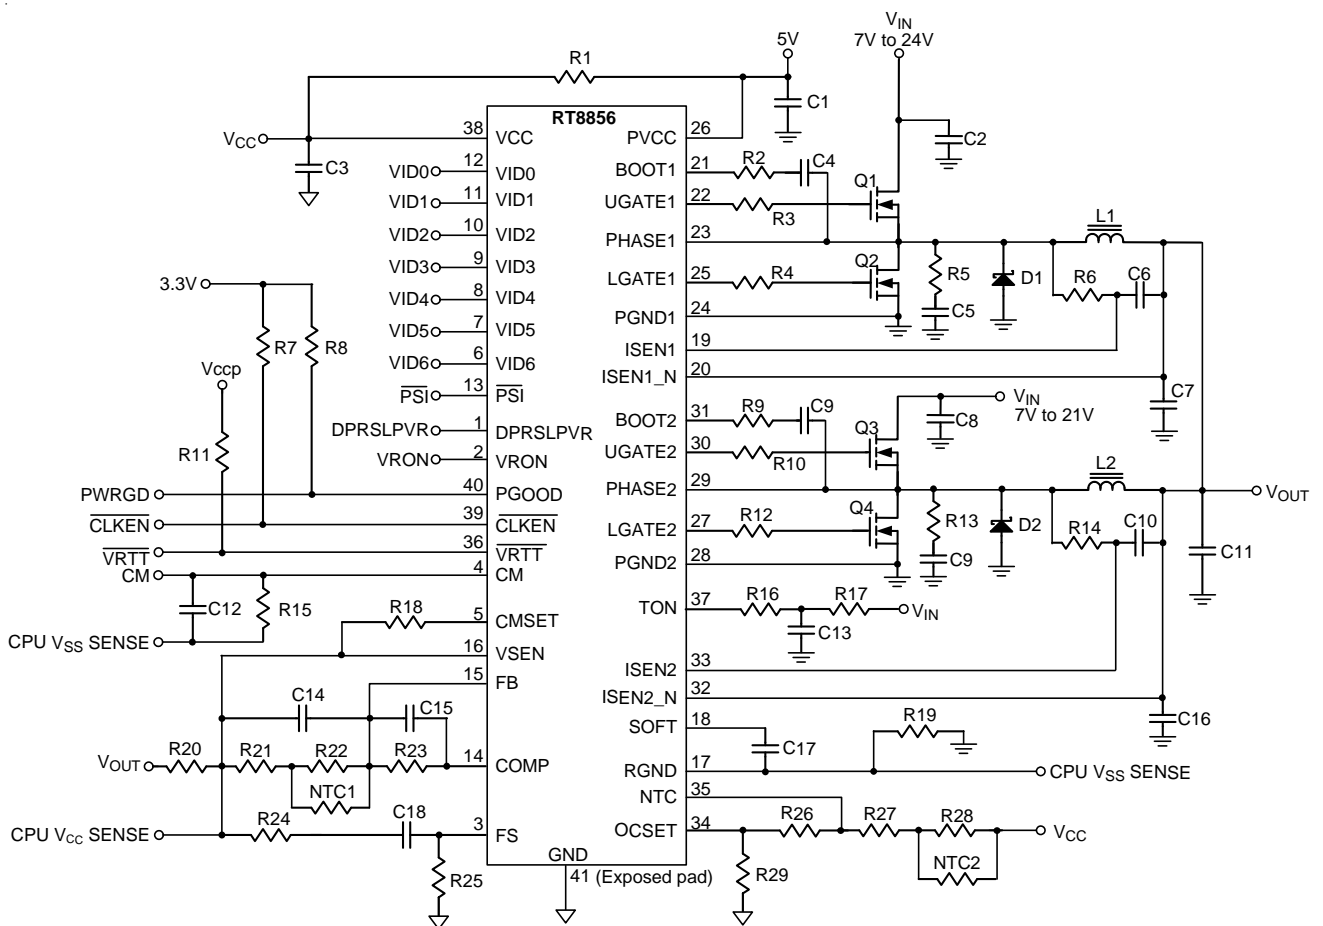 V_IN
7V to 24V
5V
R1
C1
RT8856
V_CC
38
VCC
PVCC
26
C2
C3
VID0
12
VID0
BOOT1
21
R2
C4
VID1
11
VID1
UGATE1
22
R3
Q1
VID2
10
VID2
PHASE1
23
L1
VID3
9
VID3
LGATE1
25
R4
Q2
R5
D1
R6
C6
3.3V
VID4
8
VID4
PGND1
24
C5
VID5
7
VID5
ISEN1
19
R7
R8
VID6
6
VID6
ISEN1_N
20
Vccp
PSI
13
PSI
C7
V_IN
7V to 21V
DPRSLPVR
1
DPRSLPVR
BOOT2
31
R9
C9
Q3
C8
R11
VRON
2
VRON
UGATE2
30
R10
PWRGD
40
PGOOD
PHASE2
29
L2
V_OUT
CLKEN
39
CLKEN
LGATE2
27
R12
Q4
R13
D2
R14
C10
VRTT
36
VRTT
PGND2
28
C9
C11
CM
4
CM
C12
R15
TON
37
R16
R17
V_IN
C13
R18
5
CMSET
CPU V_SS SENSE
16
VSEN
ISEN2
33
15
FB
ISEN2_N
32
C14
C15
SOFT
18
C16
R19
C17
V_OUT
R20
R21
R22
R23
14
COMP
RGND
17
CPU V_SS SENSE
NTC1
NTC
35
CPU V_CC SENSE
R24
C18
3
FS
OCSET
34
R26
R27
R28
V_CC
NTC2
R25
GND
41 (Exposed pad)
R29